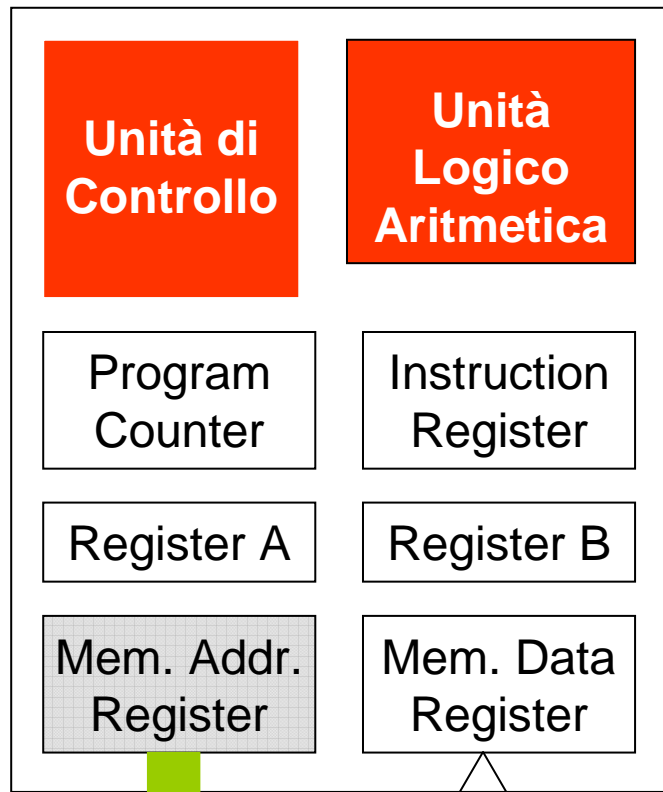 Unità di
Controllo
Unità
Logico
Aritmetica
Program
Counter
Instruction
Register
Register A
Register B
Mem. Addr.
Register
Mem. Data
Register